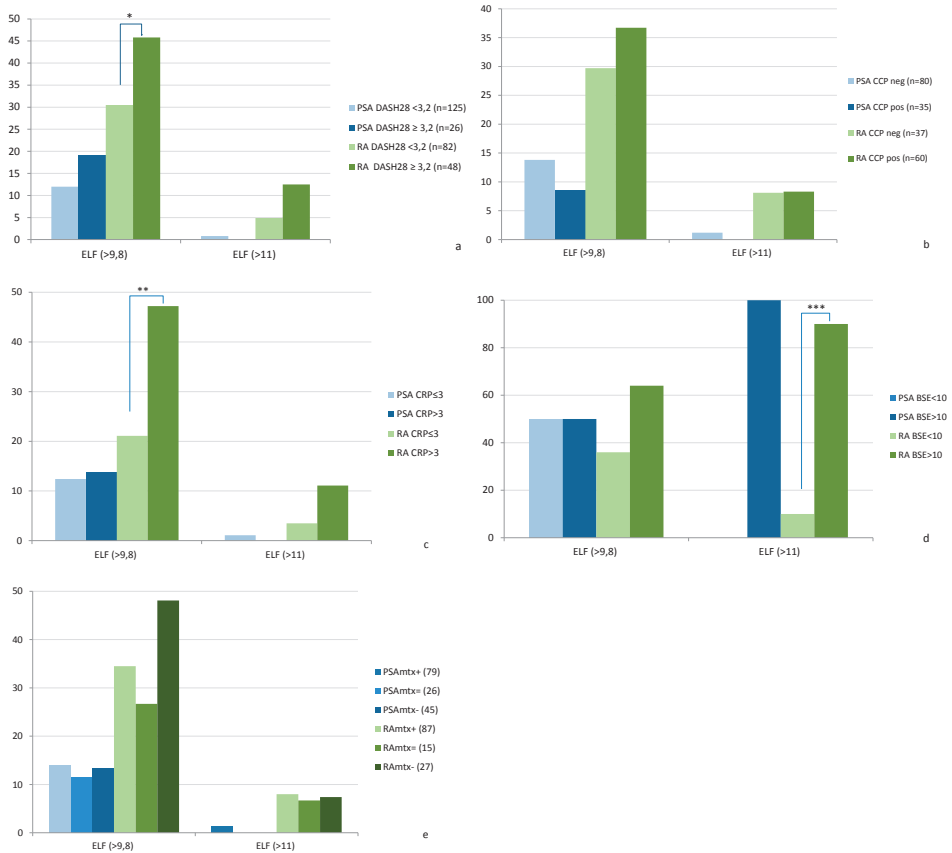 50
45
40
35
30
25
20
15
10
5
0
*
ELF (>9,8)
ELF (>11)
PSA DASH28 <3,2 (n=125)
PSA DASH28 ≥ 3,2 (n=26)
RA DASH28 <3,2 (n=82)
RA DASH28 ≥ 3,2 (n=48)
a
40
35
30
25
20
15
10
5
0
ELF (>9,8)
ELF (>11)
PSA CCP neg (n=80)
PSA CCP pos (n=35)
RA CCP neg (n=37)
RA CCP pos (n=60)
b
50
40
30
20
10
0
**
ELF (>9,8)
ELF (>11)
PSA CRP≤3
PSA CRP>3
RA CRP≤3
RA CRP>3
c
100
80
60
40
20
0
***
ELF (>9,8)
ELF (>11)
PSA BSE<10
PSA BSE>10
RA BSE<10
RA BSE>10
d
50
40
30
20
10
0
ELF (>9,8)
ELF (>11)
PSAmtx+ (79)
PSAmtx= (26)
PSAmtx- (45)
RAmtx+ (87)
RAmtx= (15)
RAmtx- (27)
e